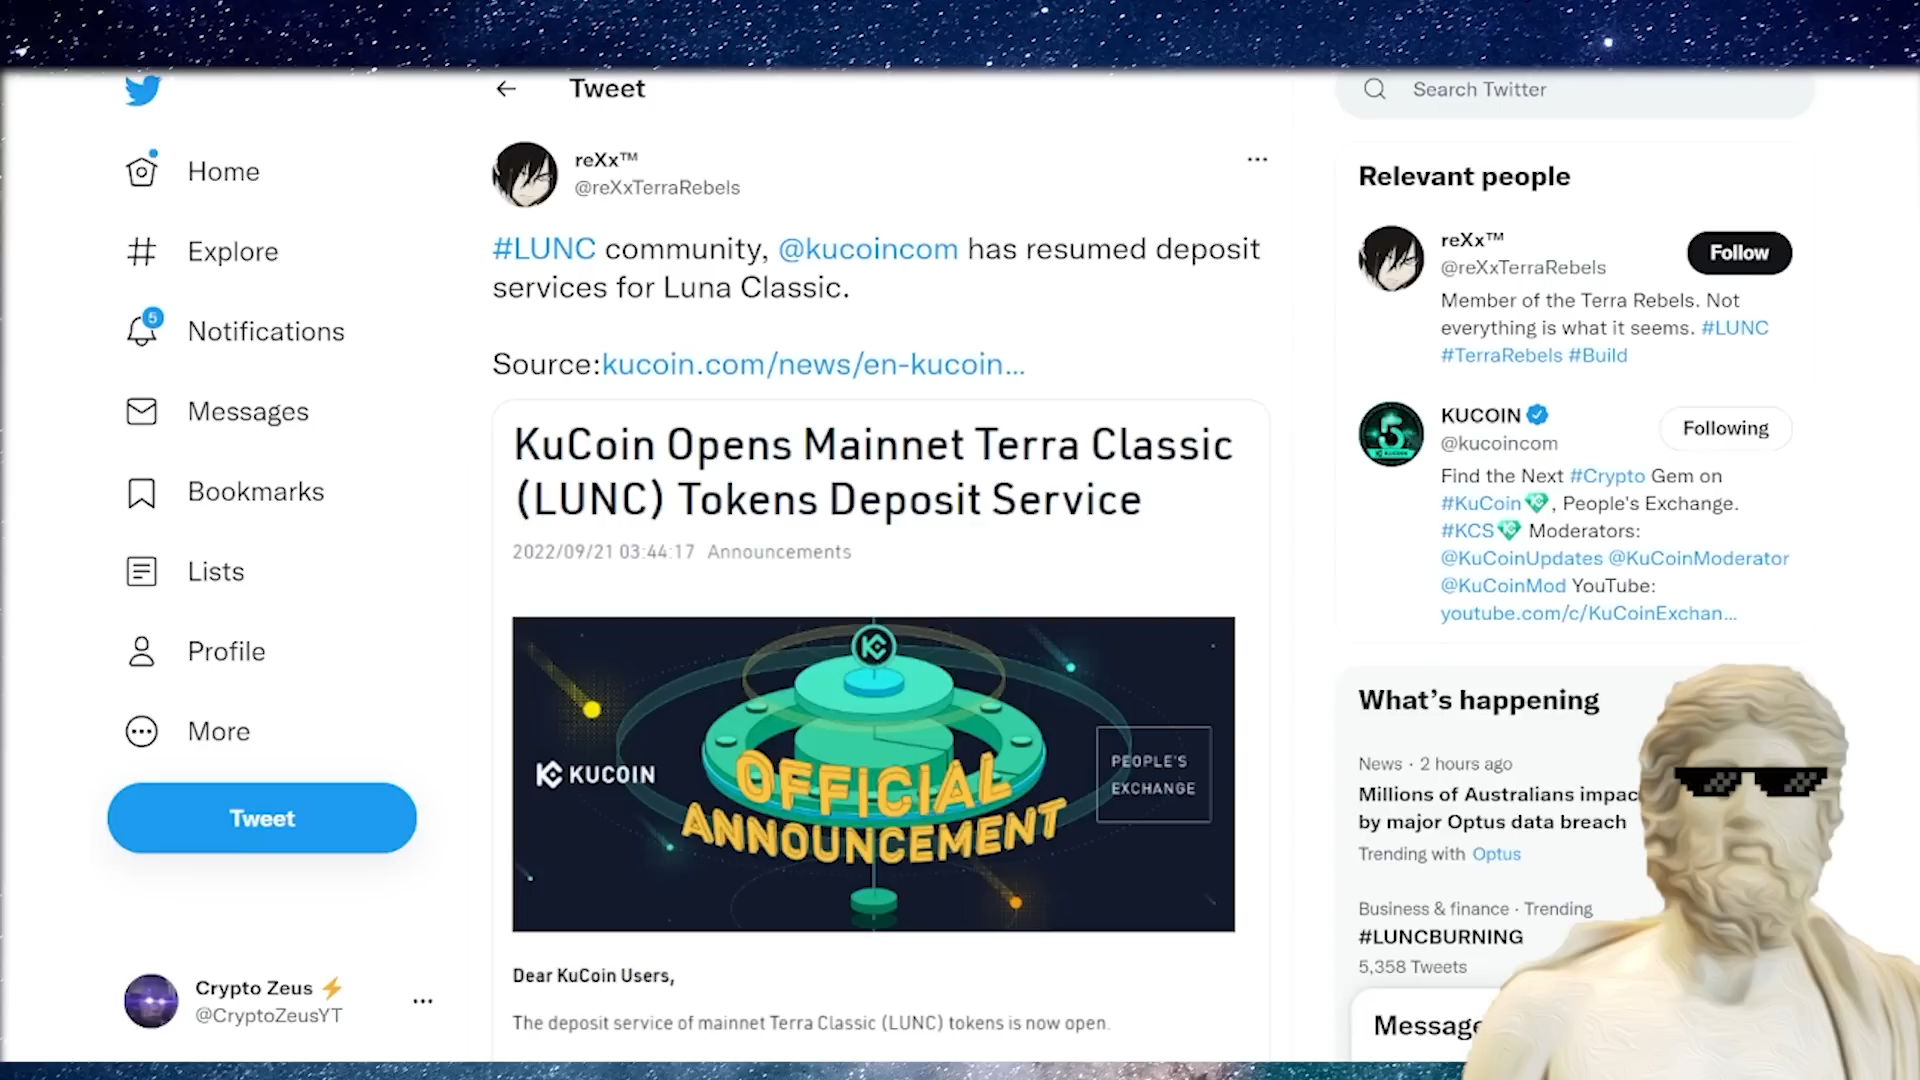 Home
Explore
5
Notifications
Messages
Bookmarks
Lists
Profile
More
Tweet
Crypto Zeus
@CryptoZeusYT
Tweet
reXx™
@reXxTerraRebels
#LUNC community, @kucoincom has resumed deposit
services for Luna Classic.
Source:kucoin.com/news/en-kucoin...
KuCoin Opens Mainnet Terra Classic
(LUNC) Tokens Deposit Service
2022/09/21 03:44:17 Announcements
KUCOIN
OFFICIAL
ANNOUNCEMENT
PEOPLE'S
EXCHANGE
Dear KuCoin Users,
The deposit service of mainnet Terra Classic (LUNC) tokens is now open.
Search Twitter
Relevant people
reXx™
@reXxTerraRebels
Follow
Member of the Terra Rebels. Not
everything is what it seems. #LUNC
#TerraRebels #Build
KUCOIN
@kucoincom
Following
Find the Next #Crypto Gem on
#KuCoin, People's Exchange.
#KCS Moderators:
@KuCoinUpdates @KuCoinModerator
@KuCoinMod YouTube:
youtube.com/c/KuCoinExchan...
What's happening
News · 2 hours ago
Millions of Australians impac
by major Optus data breach
Trending with Optus
Business & finance · Trending
#LUNCBURNING
5,358 Tweets
Message